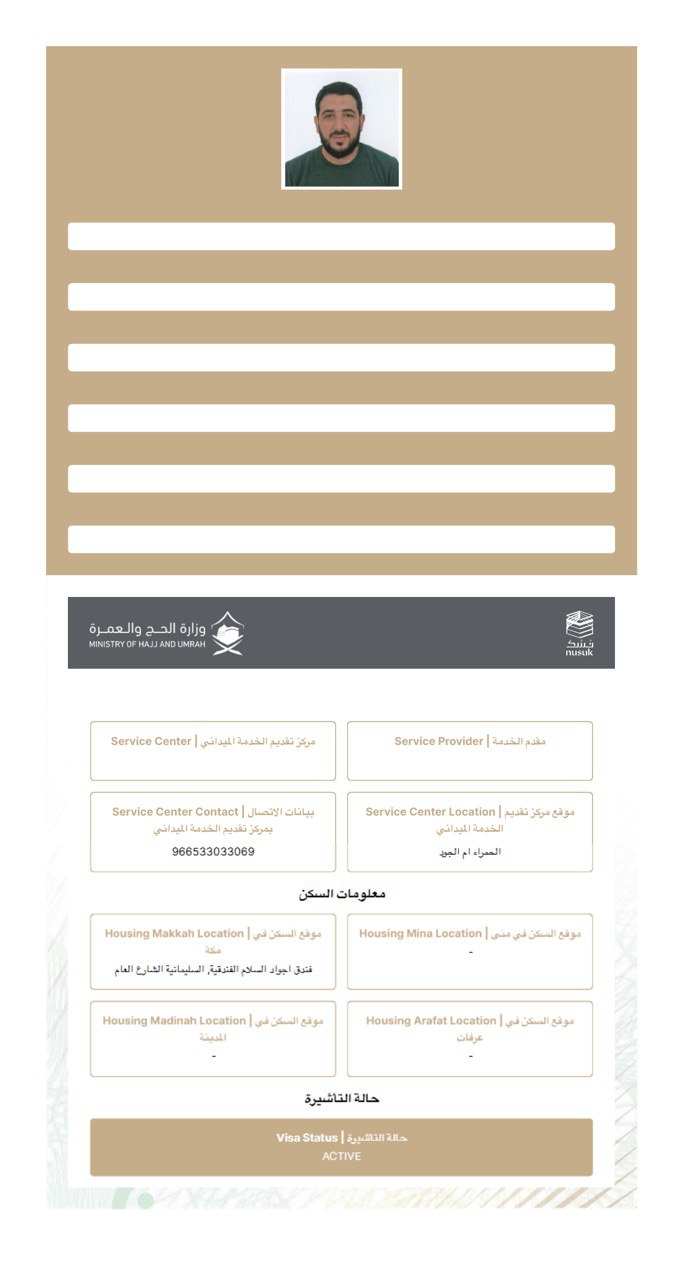 وزارة الحج والعمرة
MINISTRY OF HAJJ AND UMRAH
نُسُك
nusuk
مركز تقديم الخدمة الميداني | Service Center
مقدم الخدمة | Service Provider
بيانات الاتصال | Service Center Contact
بمركز تقديم الخدمة الميداني
966533033069
موقع مركز تقديم | Service Center Location
الخدمة الميداني
الحمراء ام الجود
معلومات السكن
موقع السكن في | Housing Makkah Location
مكة
فندق اجواد السلام الفندقية, السليمانية الشارع العام
موقع السكن في منى | Housing Mina Location
-
موقع السكن في | Housing Madinah Location
المدينة
-
موقع السكن في | Housing Arafat Location
عرفات
-
حالة التأشيرة
حالة التاشيرة | Visa Status
ACTIVE